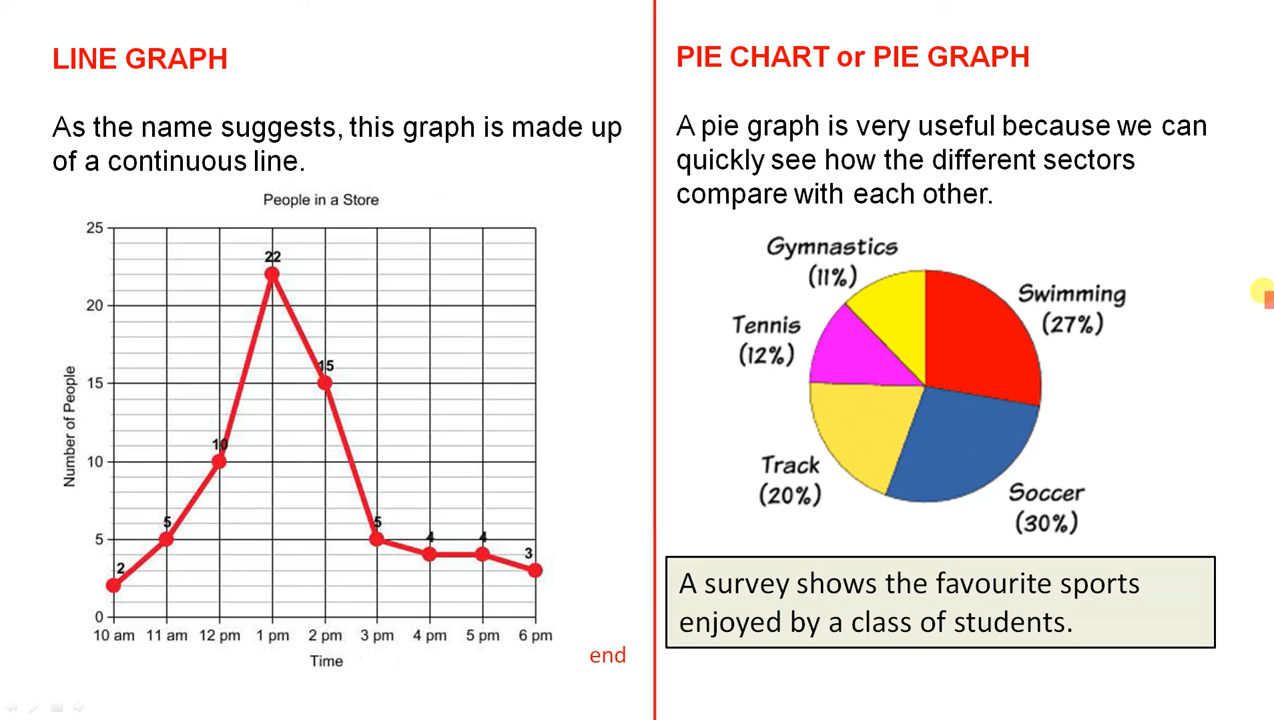 LINE GRAPH
As the name suggests, this graph is made up
of a continuous line.
People in a Store
Number of People
25
20
15
10
5
0
2
5
10
22
15
5
4
4
3
10 am
11 am
12 pm
1 pm
2 pm
3 pm
4 pm
5 pm
6 pm
Time
end
PIE CHART or PIE GRAPH
A pie graph is very useful because we can
quickly see how the different sectors
compare with each other.
Gymnastics
(11%)
Swimming
(27%)
Tennis
(12%)
Track
(20%)
Soccer
(30%)
A survey shows the favourite sports
enjoyed by a class of students.